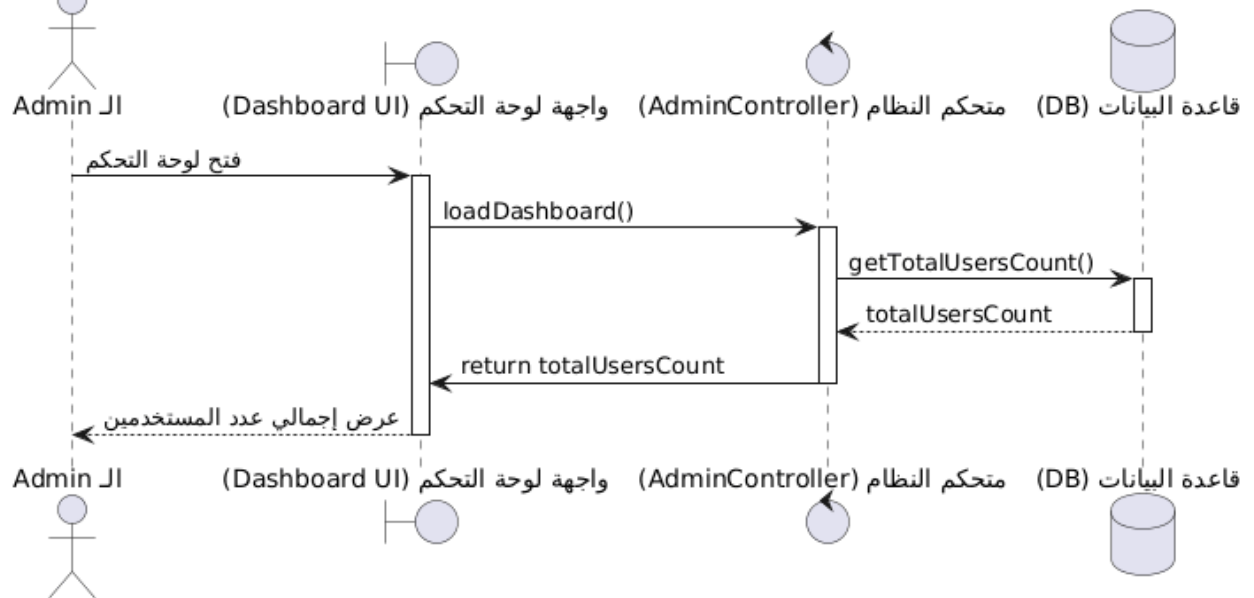 الـ Admin
واجهة لوحة التحكم (Dashboard UI)
متحكم النظام (AdminController)
قاعدة البيانات (DB)
فتح لوحة التحكم
loadDashboard()
getTotalUsersCount()
totalUsersCount
return totalUsersCount
عرض إجمالي عدد المستخدمين
الـ Admin
واجهة لوحة التحكم (Dashboard UI)
متحكم النظام (AdminController)
قاعدة البيانات (DB)